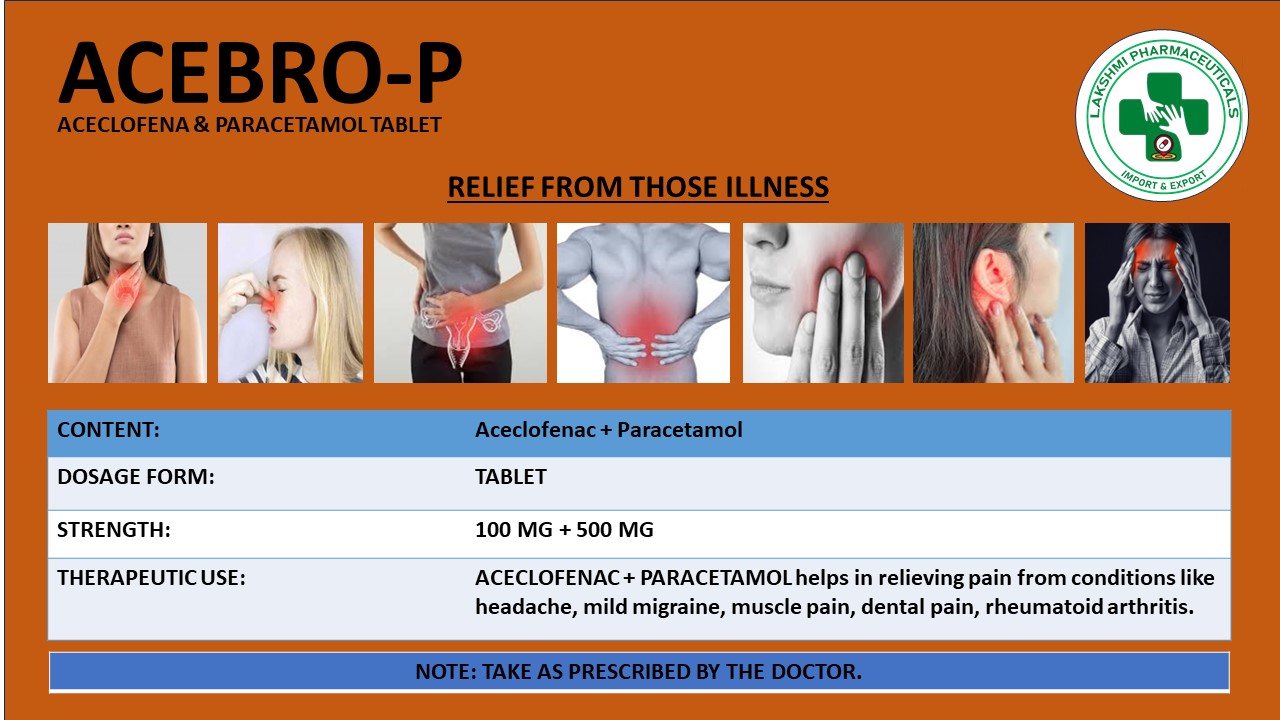 ACEBRO-P
ACECLOFENA & PARACETAMOL TABLET
LAKSHMI PHARMACEUTICALS
IMPORT & EXPORT
RELIEF FROM THOSE ILLNESS
CONTENT: Aceclofenac + Paracetamol
DOSAGE FORM: TABLET
STRENGTH: 100 MG + 500 MG
THERAPEUTIC USE: ACECLOFENAC + PARACETAMOL helps in relieving pain from conditions like
headache, mild migraine, muscle pain, dental pain, rheumatoid arthritis.
NOTE: TAKE AS PRESCRIBED BY THE DOCTOR.